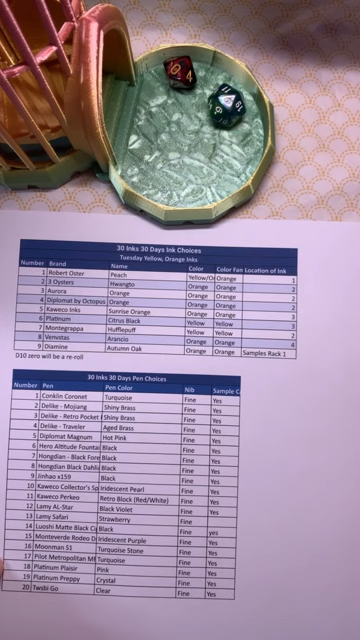 30 Inks 30 Days Ink Choices
Tuesday Yellow, Orange Inks
Number Brand Name Color Color Fan Location of Ink
1 Robert Oster Peach Yellow/O Orange 1
2 3 Oysters Hwangto Orange Orange 2
3 Aurora Orange Orange Orange 2
4 Diplomat by Octopus Orange Orange Orange 2
5 Kaweco Inks Sunrise Orange Orange Orange 3
6 Platinum Citrus Black Yellow Yellow 3
7 Montegrappa Hufflepuff Yellow Yellow 2
8 Venvstas Arancio Orange Orange 4
9 Diamine Autumn Oak Orange Orange Samples Rack 1
D10 zero will be a re-roll
30 Inks 30 Days Pen Choices
Number Pen Pen Color Nib Sample C
1 Conklin Coronet Turquoise Fine Yes
2 Delike - Mojiang Shiny Brass Fine Yes
3 Delike - Retro Pocket Shiny Brass Fine Yes
4 Delike - Traveler Aged Brass Fine Yes
5 Diplomat Magnum Hot Pink Fine Yes
6 Hero Altitude Fountai Black Fine Yes
7 Hongdian - Black Fore Black Fine Yes
8 Hongdian Black Dahli Black Fine Yes
9 Jinhao x159 Black Fine Yes
10 Kaweco Collector's Sp Iridescent Pearl Fine Yes
11 Kaweco Perkeo Retro Block (Red/White) Fine Yes
12 Lamy AL-Star Black Violet Fine Yes
13 Lamy Safari Strawberry Fine
14 Luoshi Matte Black Ci Black Fine yes
15 Monteverde Rodeo D Iridescent Purple Fine Yes
16 Moonman S1 Turquoise Stone Fine Yes
17 Pilot Metropolitan M Turquoise Fine Yes
18 Platinum Plaisir Pink Fine Yes
19 Platinum Preppy Crystal Fine Yes
20 Twsbi Go Clear Fine Yes